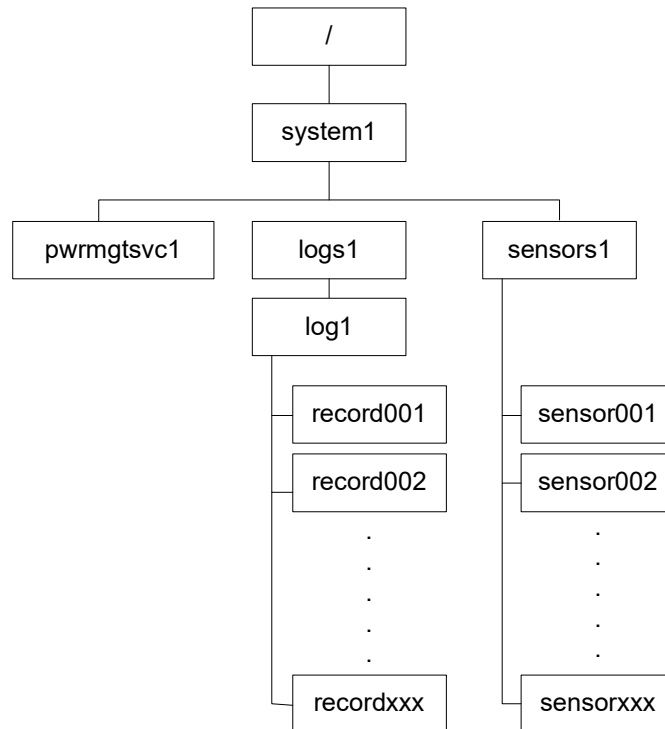 /
system1
pwrmgtsvc1
logs1
sensors1
log1
record001
sensor001
record002
sensor002
.
.
.
.
.
.
.
.
.
.
recordxxx
sensorxxx